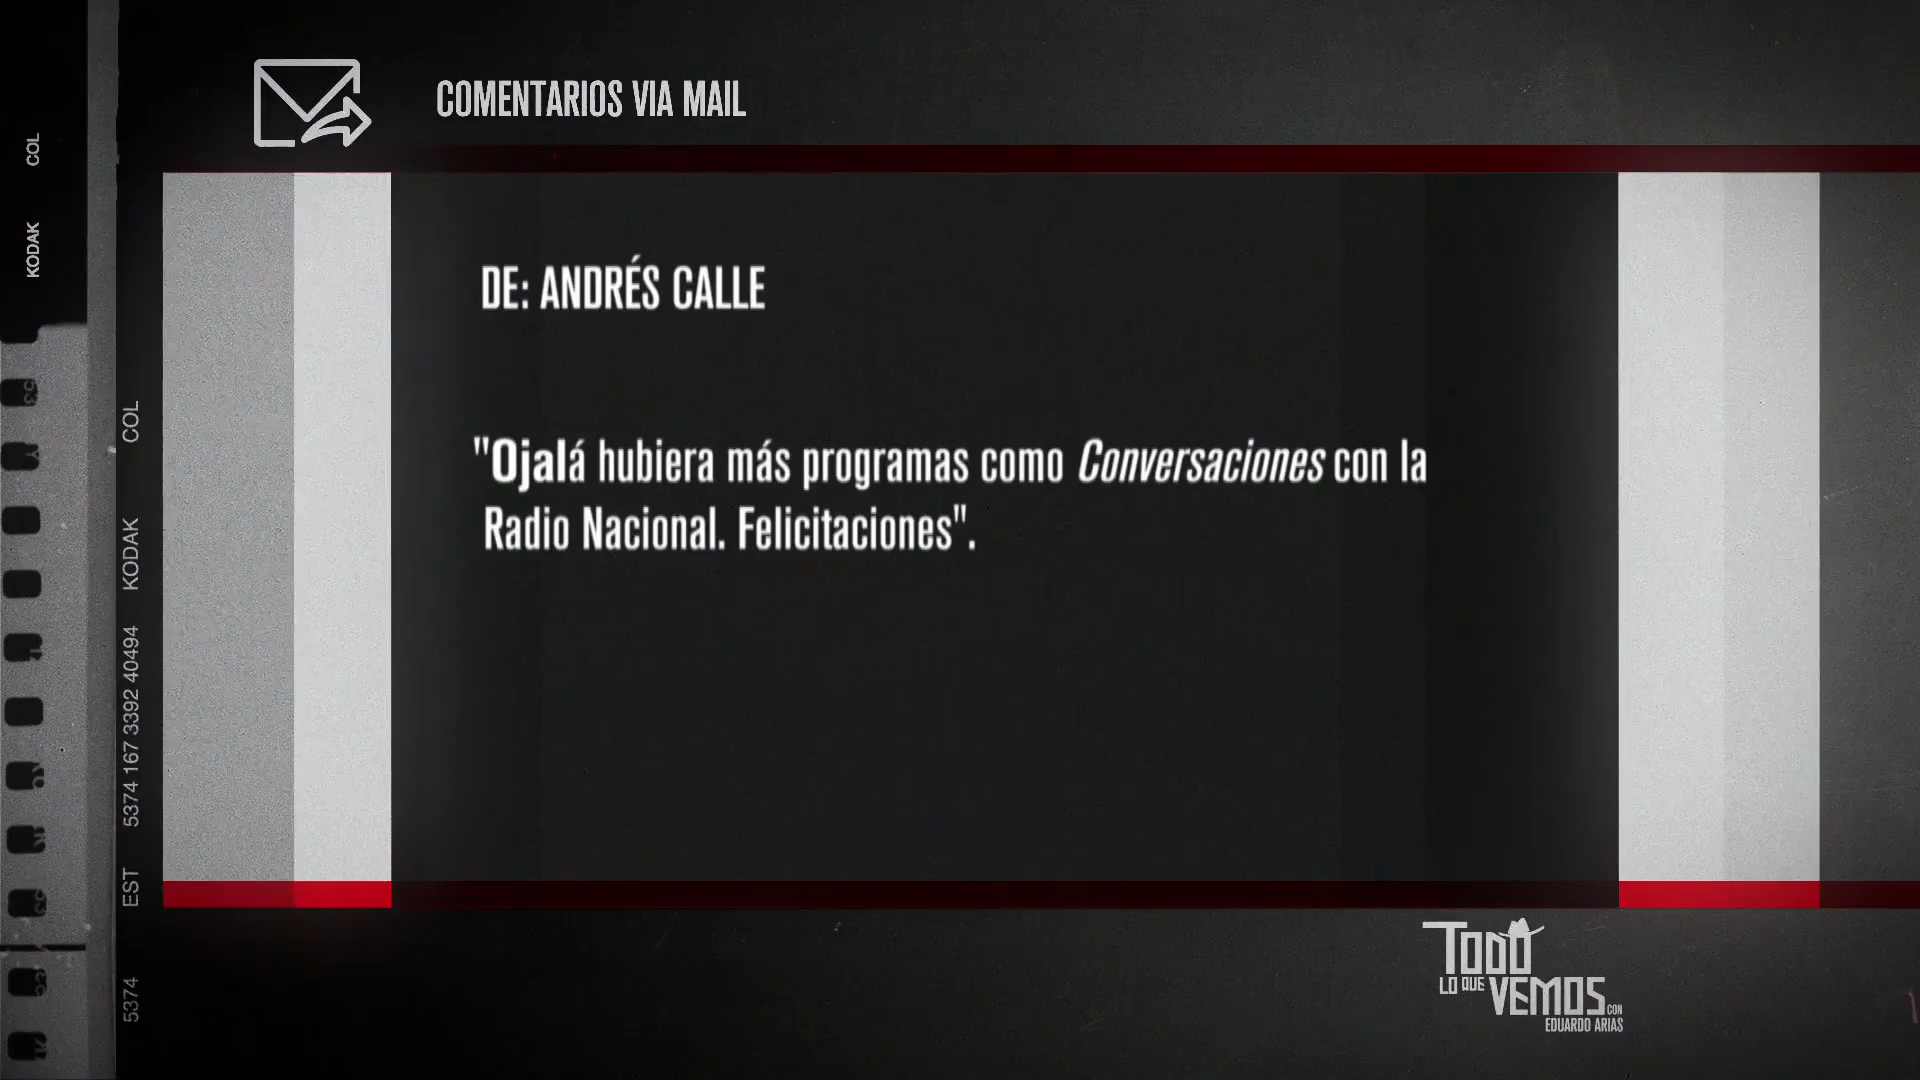 COMENTARIOS VIA MAIL
DE: ANDRÉS CALLE
"Ojalá hubiera más programas como Conversaciones con la
Radio Nacional. Felicitaciones".
COL
KODAK
COL
KODAK
5374 167 3392 40494
EST
5374
TODO
LO QUE VEMOS CON
EDUARDO ARIAS